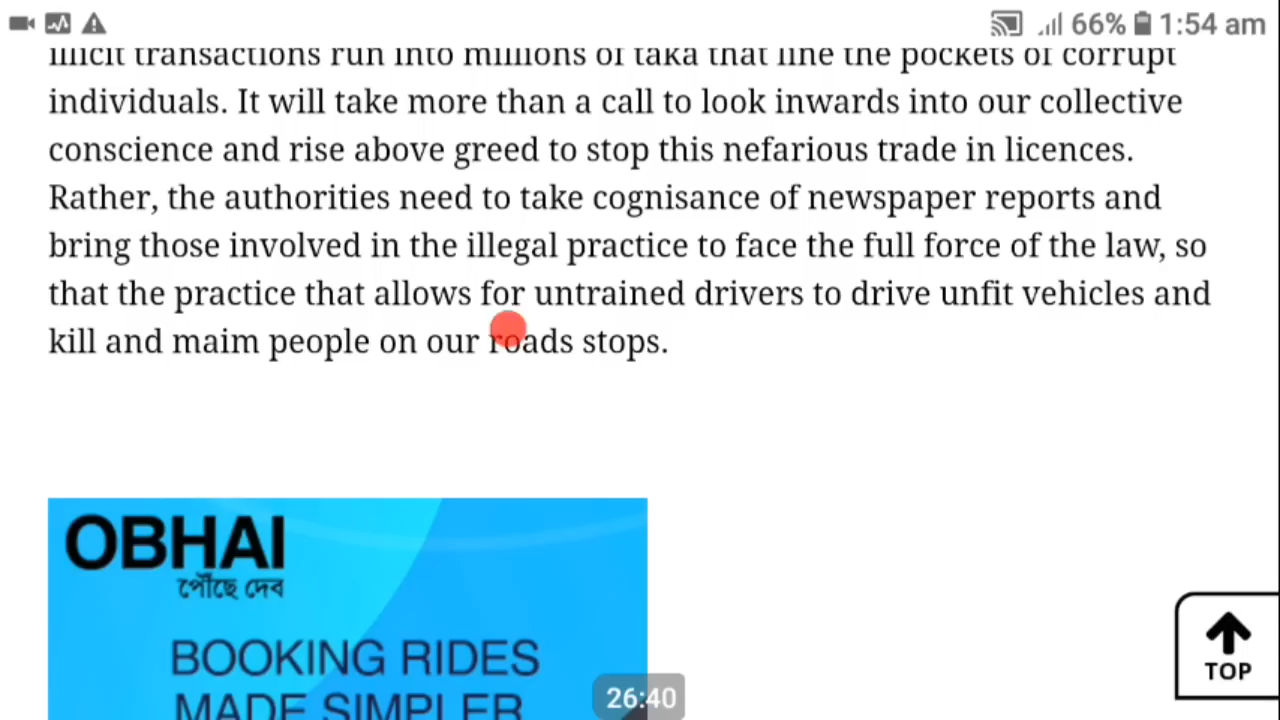 66% 1:54 am
illicit transactions run into millions of taka that line the pockets of corrupt
individuals. It will take more than a call to look inwards into our collective
conscience and rise above greed to stop this nefarious trade in licences.
Rather, the authorities need to take cognisance of newspaper reports and
bring those involved in the illegal practice to face the full force of the law, so
that the practice that allows for untrained drivers to drive unfit vehicles and
kill and maim people on our roads stops.
OBHAI
পৌঁছে দেব
BOOKING RIDES
MADE SIMPLER
TOP
26:40